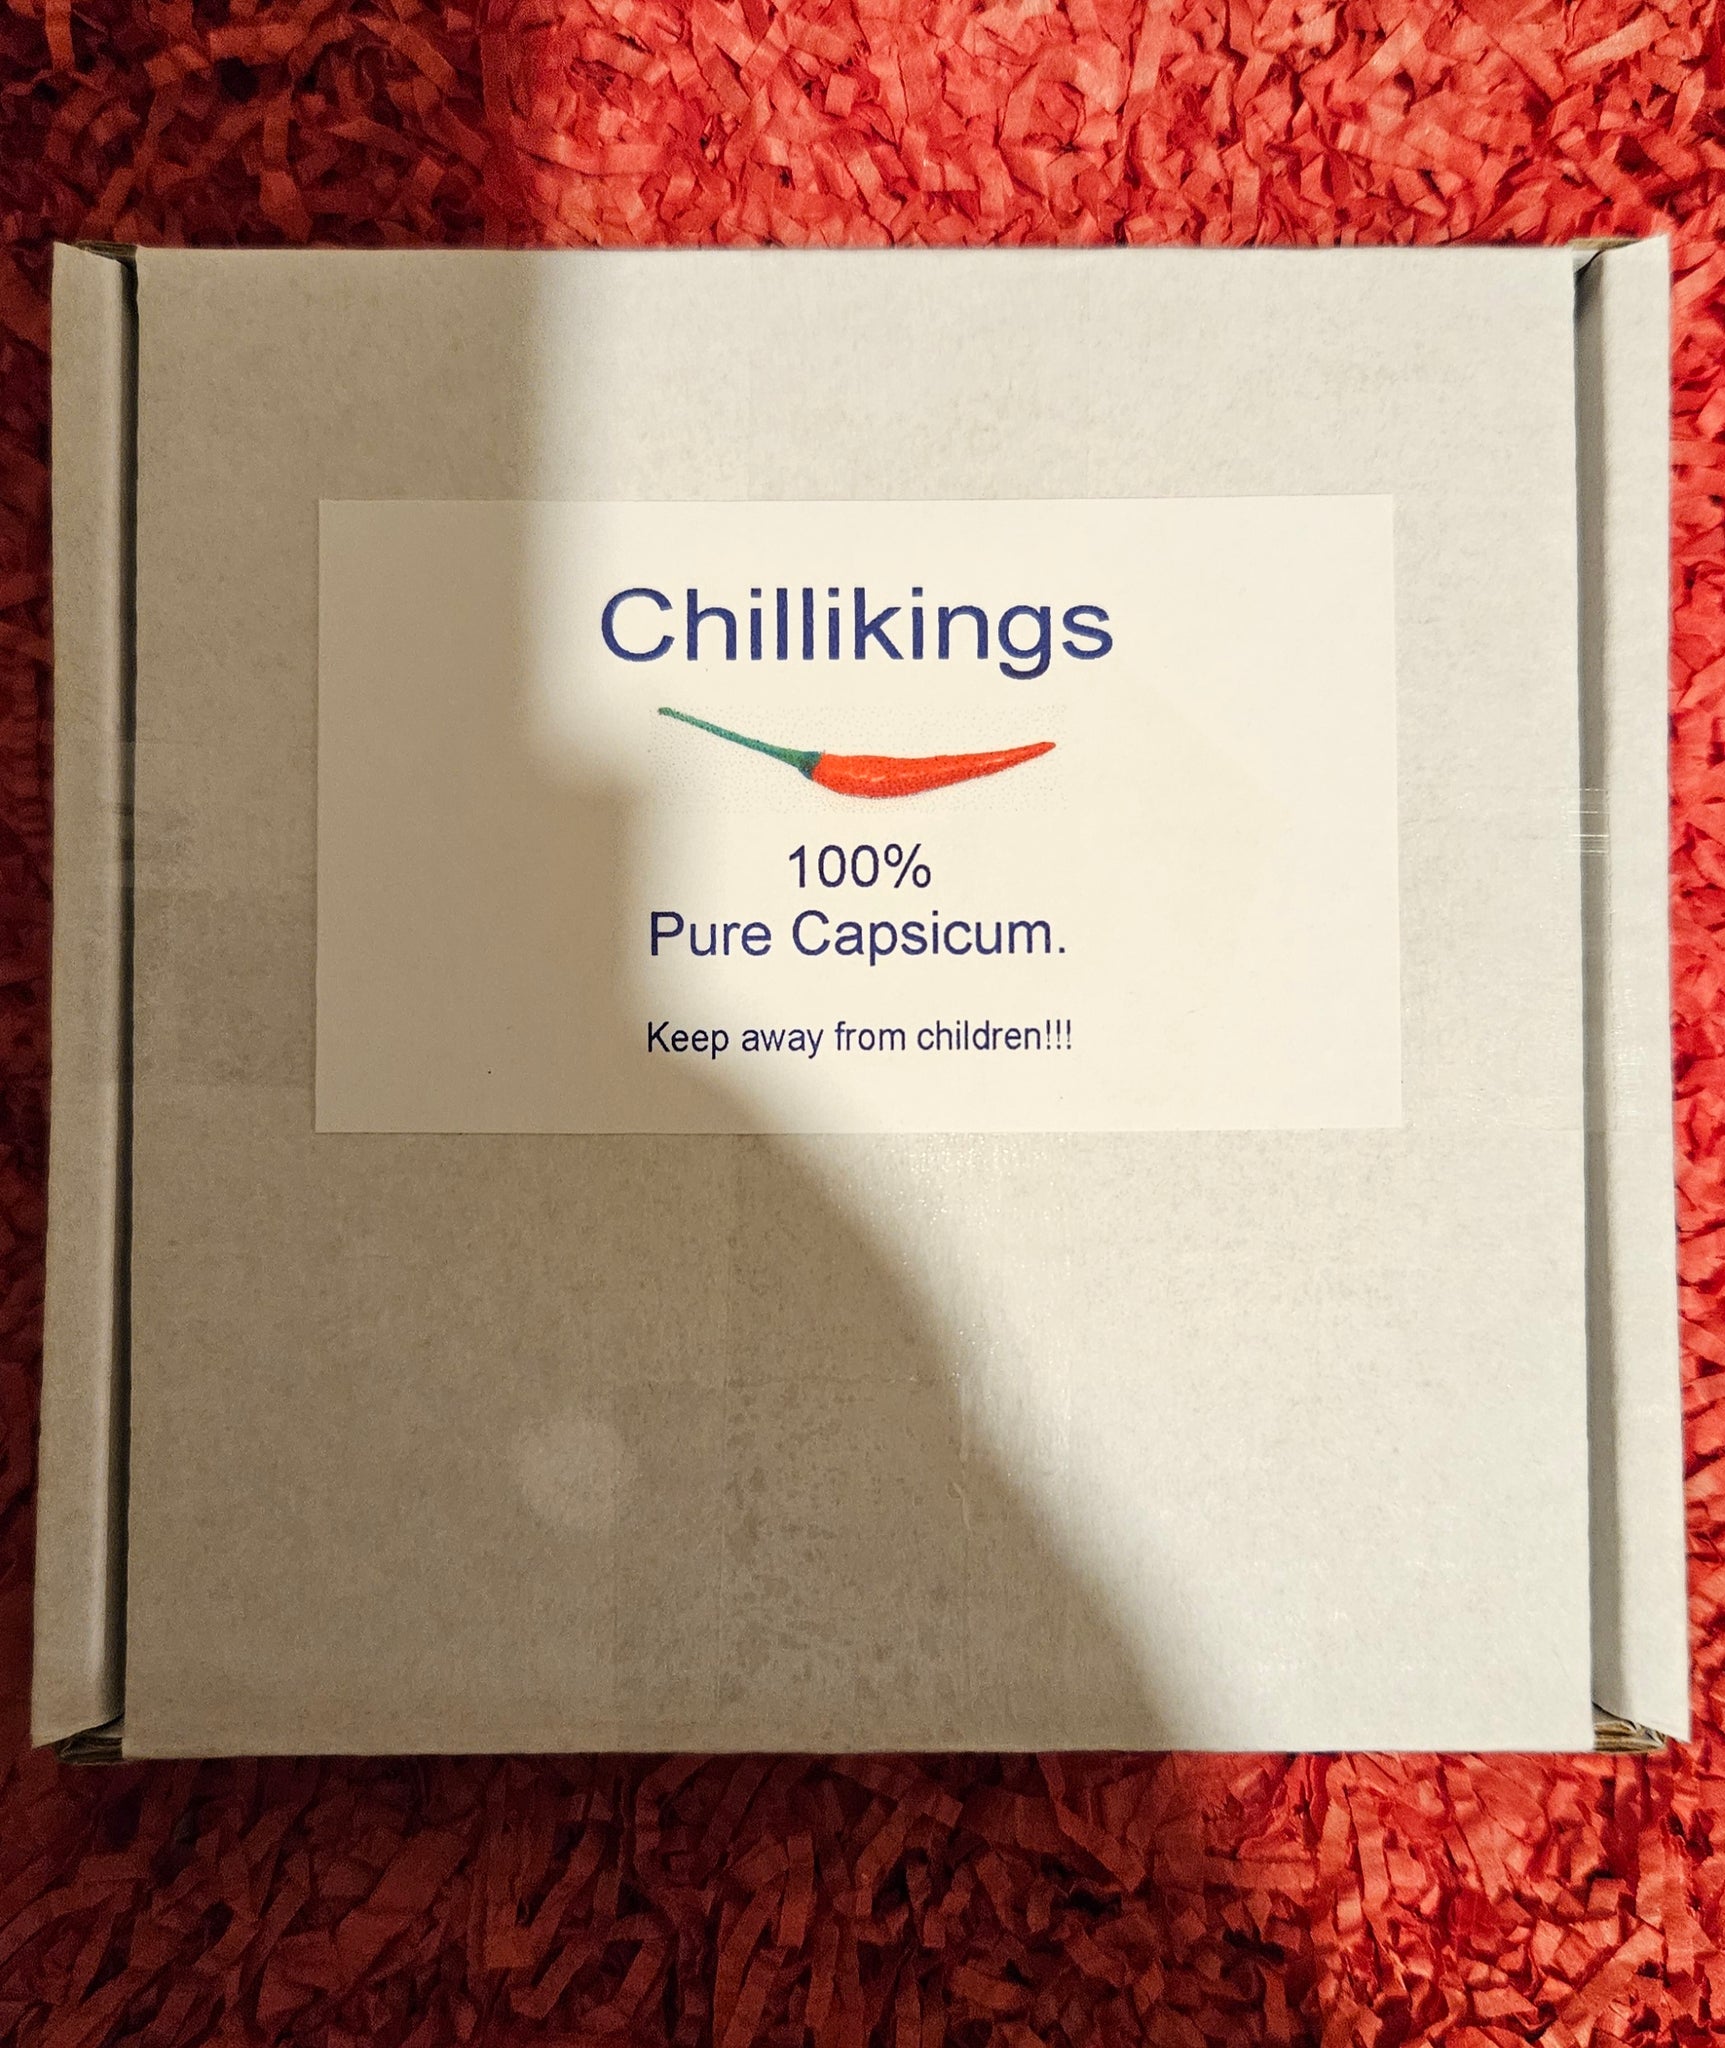 Chillikings
100%
Pure Capsicum.
Keep away from children!!!